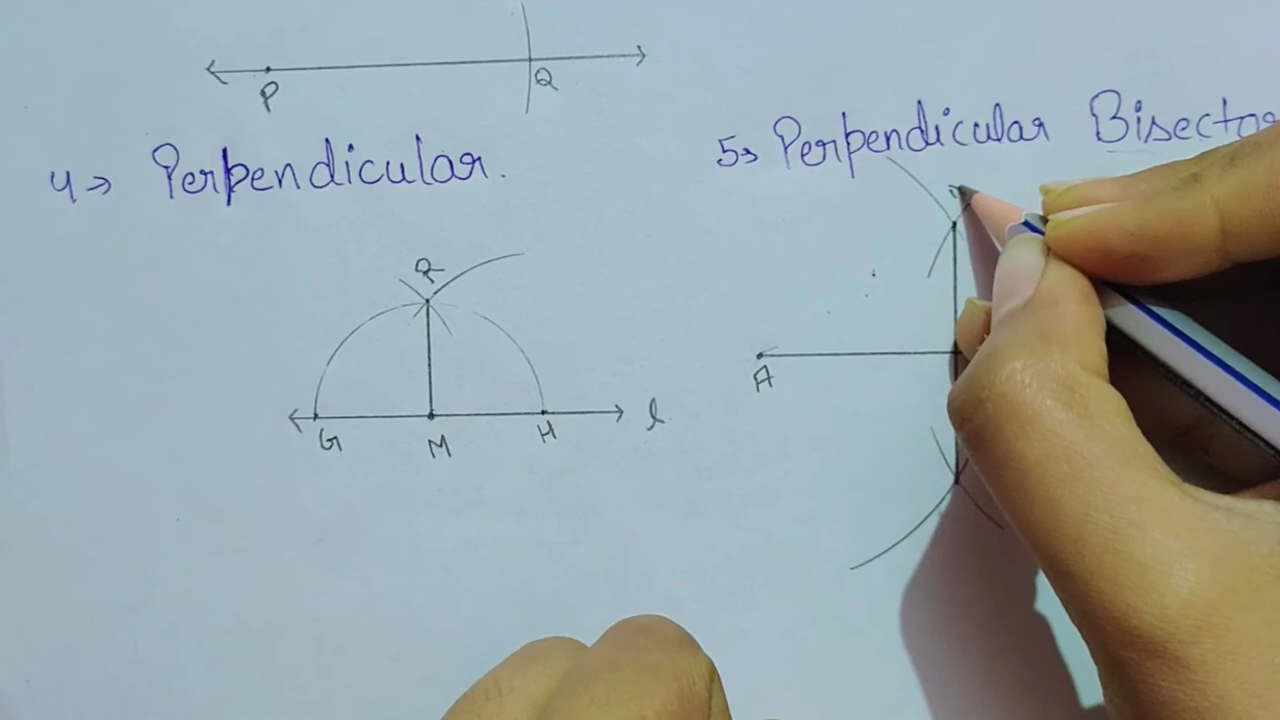 P Q
4→ Perpendicular.
5→ Perpendicular Bisector
R
A
G M H l